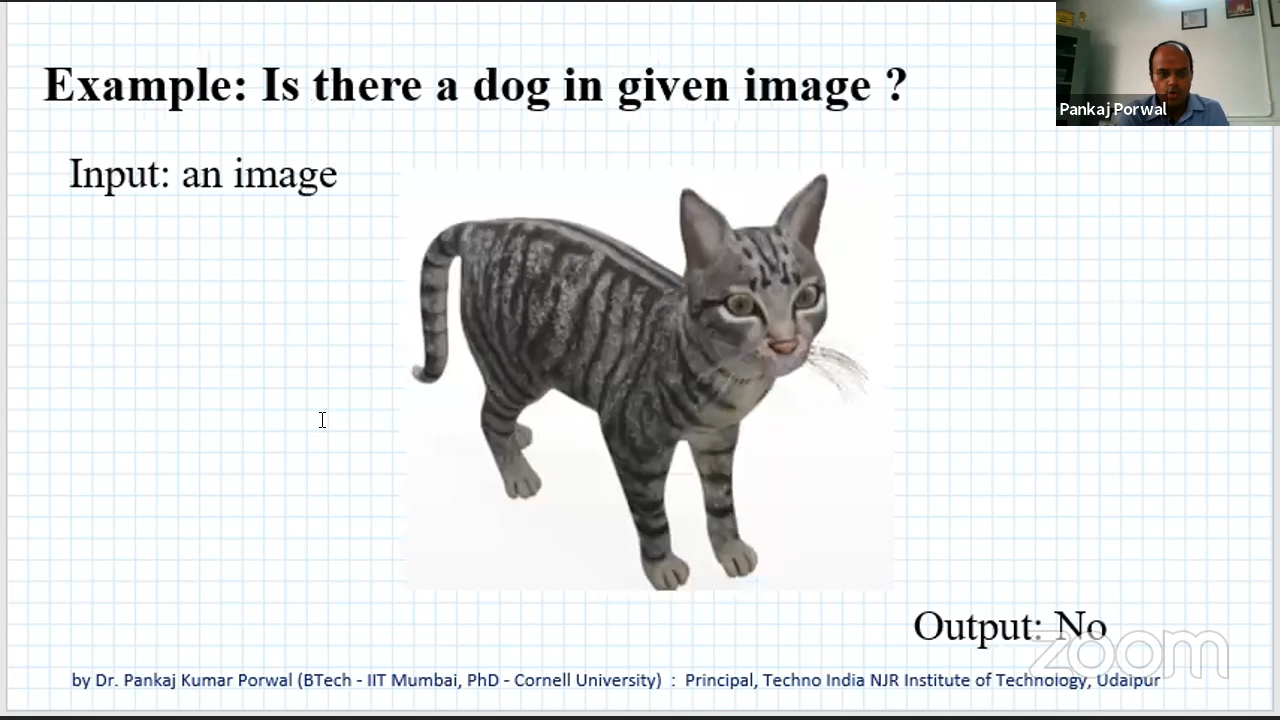 Example: Is there a dog in given image ?
Pankaj Porwal
Input: an image
Output: No
zoom
by Dr. Pankaj Kumar Porwal (BTech - IIT Mumbai, PhD - Cornell University) : Principal, Techno India NJR Institute of Technology, Udaipur